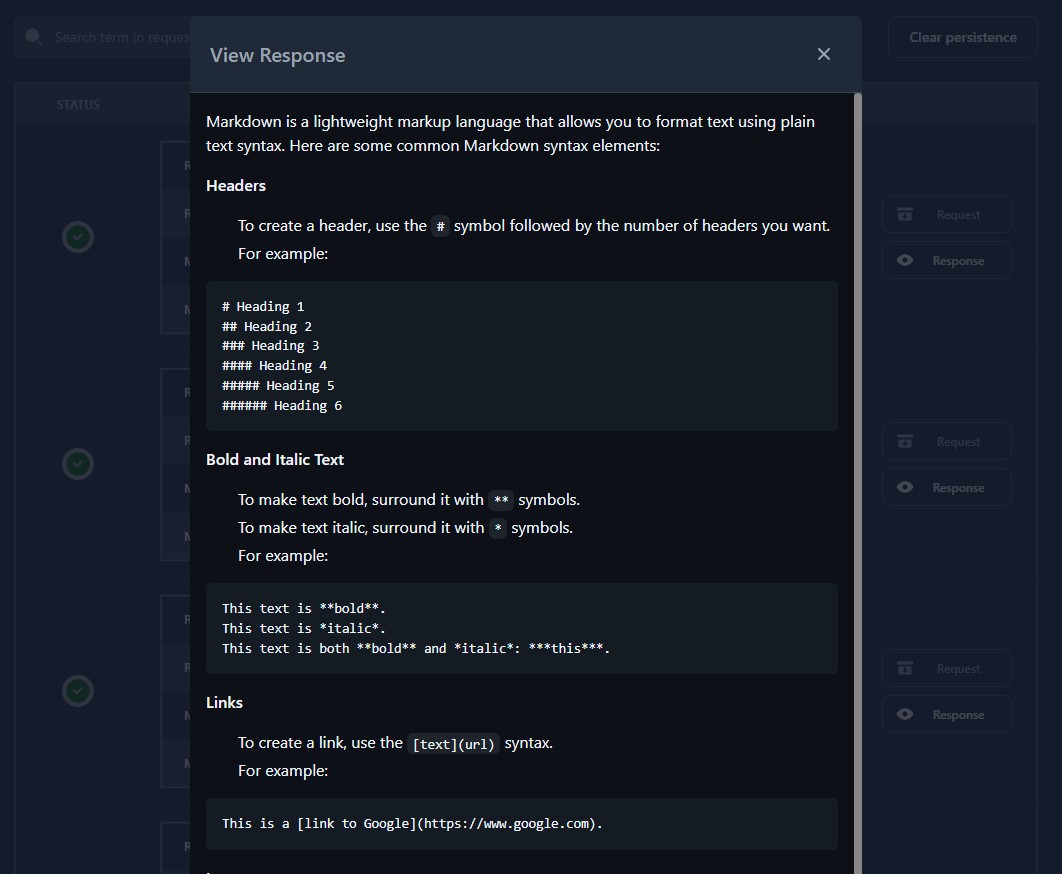 Search term in reques
View Response
Clear persistence
STATUS
Markdown is a lightweight markup language that allows you to format text using plain
text syntax. Here are some common Markdown syntax elements:
Headers
To create a header, use the # symbol followed by the number of headers you want.
For example:
# Heading 1
## Heading 2
### Heading 3
#### Heading 4
##### Heading 5
###### Heading 6
Bold and Italic Text
To make text bold, surround it with ** symbols.
To make text italic, surround it with * symbols.
For example:
This text is **bold**.
This text is *italic*.
This text is both **bold** and *italic*: ***this***.
Links
To create a link, use the [text](url) syntax.
For example:
This is a [link to Google](https://www.google.com).
Request
Response
Request
Response
Request
Response